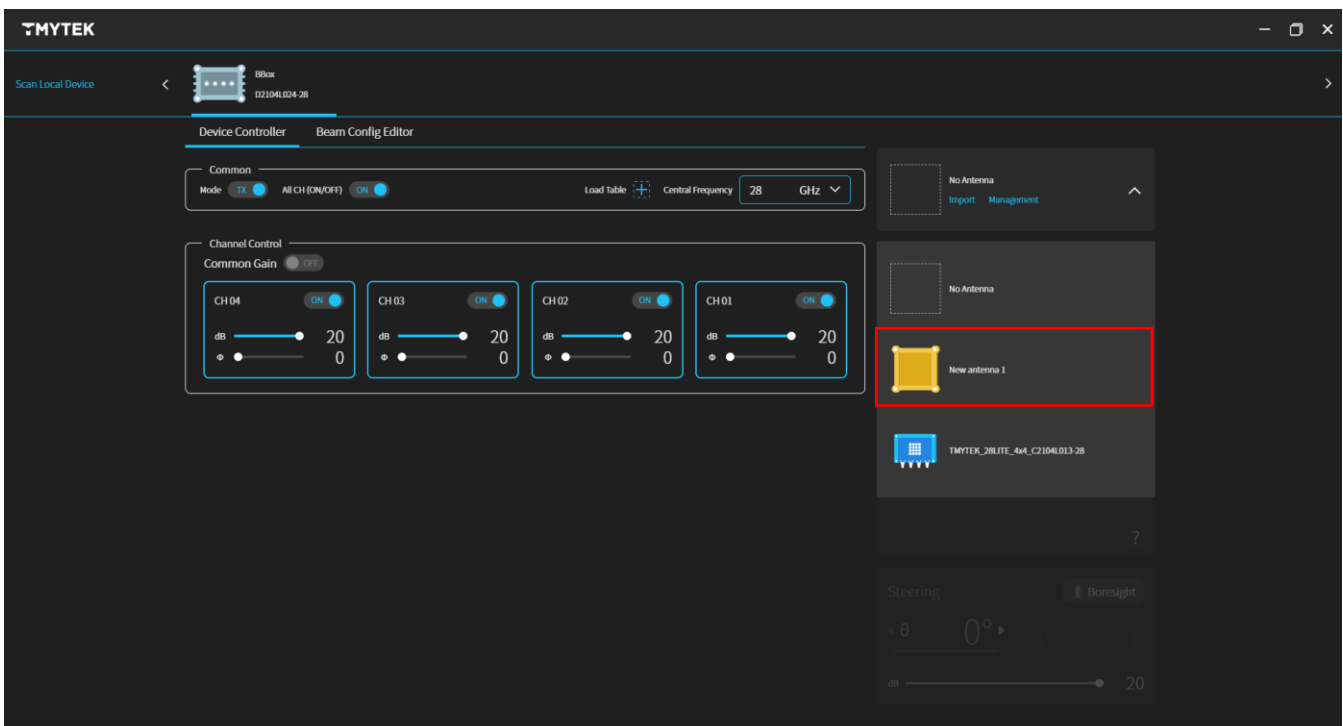 TMYTEK
Scan Local Device
BBox
D2104L024-28
Device Controller
Beam Config Editor
Common
Mode TX All CH (ON/OFF) ON
Load Table Central Frequency 28 GHz
Channel Control
Common Gain OFF
CH 04 ON
dB 20
Φ 0
CH 03 ON
dB 20
Φ 0
CH 02 ON
dB 20
Φ 0
CH 01 ON
dB 20
Φ 0
No Antenna
Import Management
No Antenna
New antenna 1
TMYTEK_28LITE_4x4_C2104L013-28
?
Steering Boresight
θ 0°
dB 20